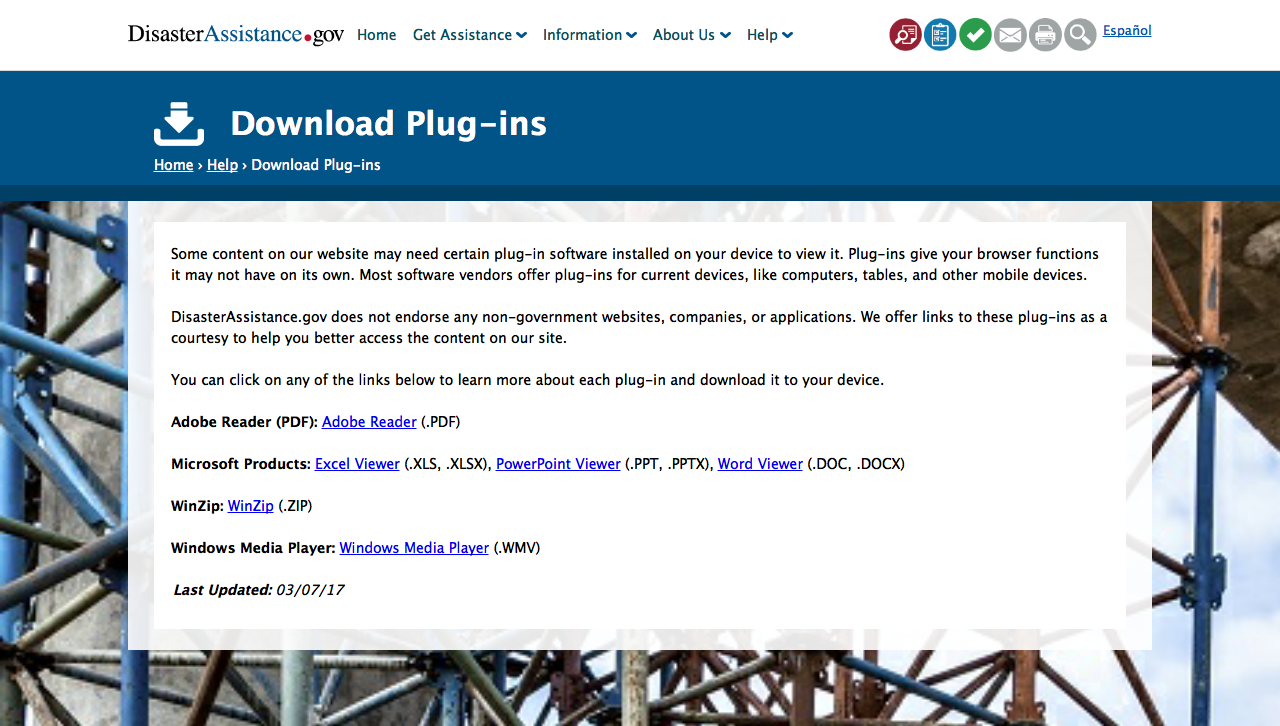 DisasterAssistance.gov Home Get Assistance Information About Us Help Español
Download Plug-ins
Home › Help › Download Plug-ins
Some content on our website may need certain plug-in software installed on your device to view it. Plug-ins give your browser functions
it may not have on its own. Most software vendors offer plug-ins for current devices, like computers, tables, and other mobile devices.
DisasterAssistance.gov does not endorse any non-government websites, companies, or applications. We offer links to these plug-ins as a
courtesy to help you better access the content on our site.
You can click on any of the links below to learn more about each plug-in and download it to your device.
Adobe Reader (PDF): Adobe Reader (.PDF)
Microsoft Products: Excel Viewer (.XLS, .XLSX), PowerPoint Viewer (.PPT, .PPTX), Word Viewer (.DOC, .DOCX)
WinZip: WinZip (.ZIP)
Windows Media Player: Windows Media Player (.WMV)
Last Updated: 03/07/17